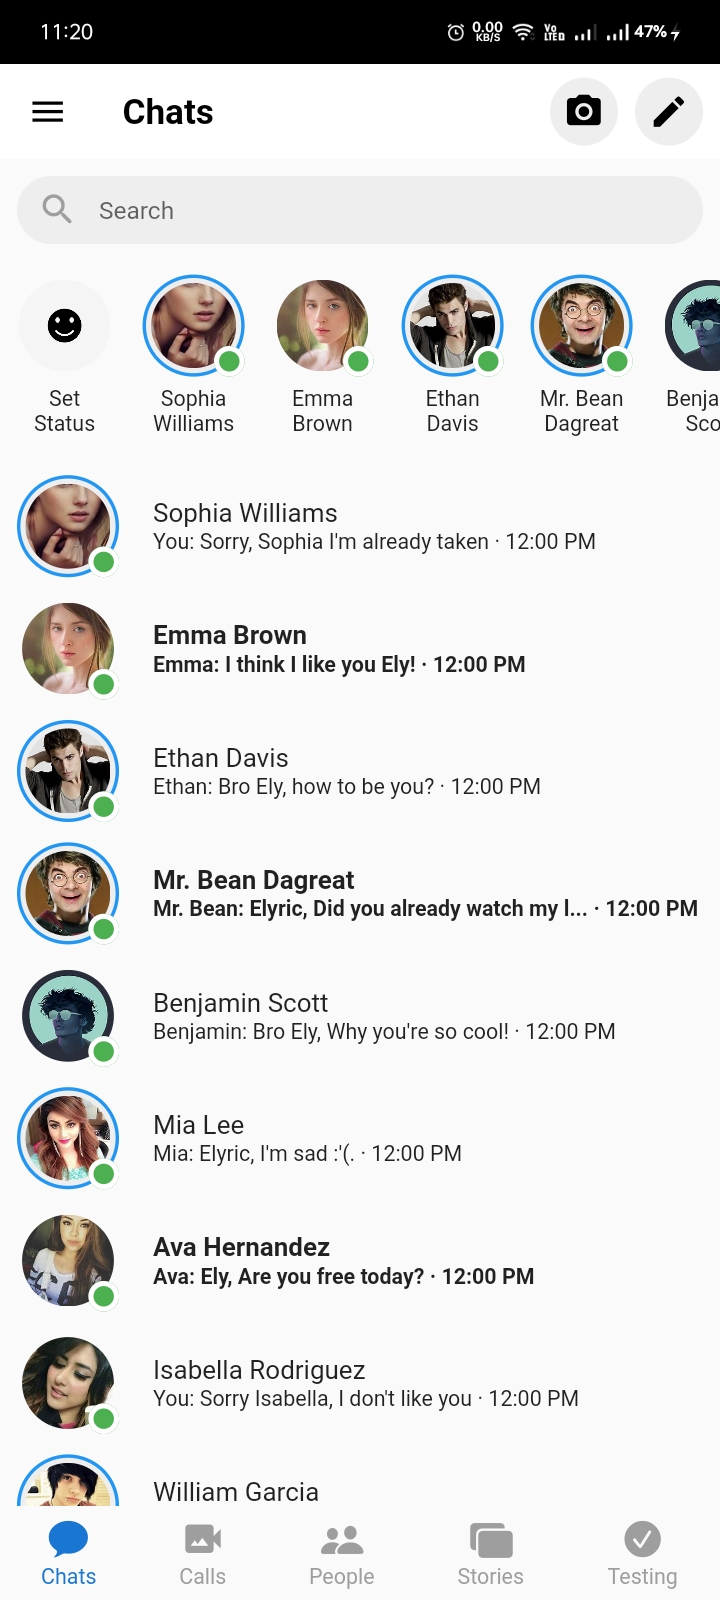 11:20
0.00 KB/S
Vo LTED
47%
Chats
Search
Set Status
Sophia Williams
Emma Brown
Ethan Davis
Mr. Bean Dagreat
Benja
Sco
Sophia Williams
You: Sorry, Sophia I'm already taken · 12:00 PM
Emma Brown
Emma: I think I like you Ely! · 12:00 PM
Ethan Davis
Ethan: Bro Ely, how to be you? · 12:00 PM
Mr. Bean Dagreat
Mr. Bean: Elyric, Did you already watch my l... · 12:00 PM
Benjamin Scott
Benjamin: Bro Ely, Why you're so cool! · 12:00 PM
Mia Lee
Mia: Elyric, I'm sad :'(. · 12:00 PM
Ava Hernandez
Ava: Ely, Are you free today? · 12:00 PM
Isabella Rodriguez
You: Sorry Isabella, I don't like you · 12:00 PM
William Garcia
Chats
Calls
People
Stories
Testing